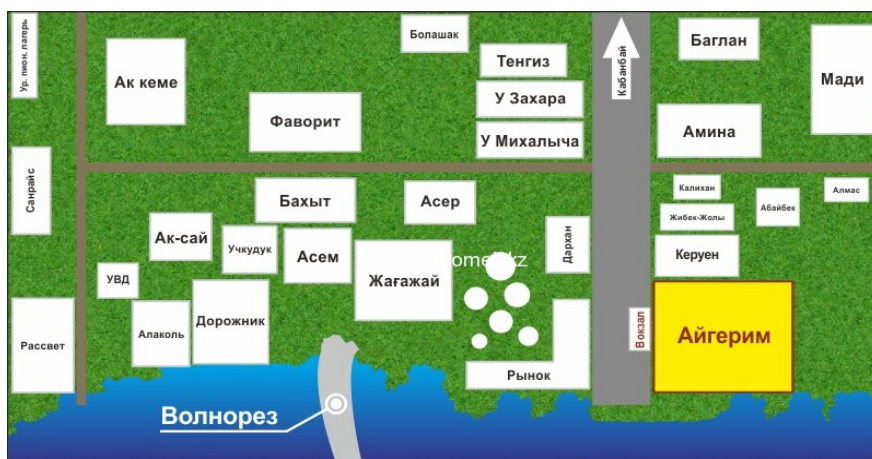 Ур. пион. лагерь
Ак кеме
Болашак
Тенгиз
Кабанбай
Баглан
Мади
Фаворит
У Захара
У Михалыча
Амина
Санрайс
Бахыт
Асер
Калихан
Абайбек
Алмас
Жибек-Жолы
Ак-сай
Учкудук
Асем
Жағажай
Дархан
Керуен
УВД
Рассвет
Алаколь
Дорожник
Рынок
Вокзал
Айгерим
Волнорез